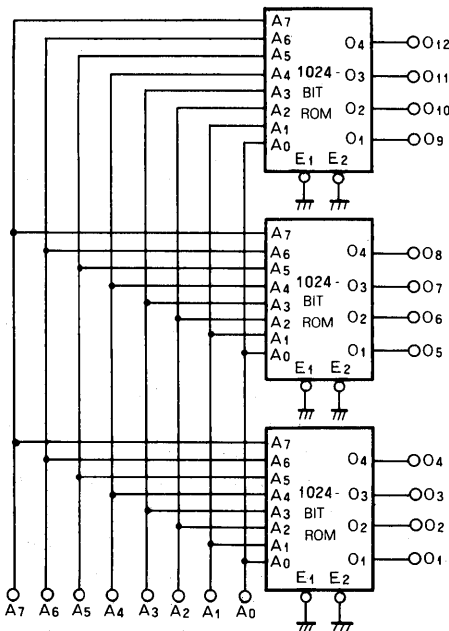 A7
A6
A5
A4 1024- O4 O12
A3 BIT O3 O11
A2 ROM O2 O10
A1
A0 O1 O9
E1 E2
A7
A6 O4 O8
A5
A4 1024- O3 O7
A3 BIT
A2 ROM O2 O6
A1
A0 O1 O5
E1 E2
A7
A6 O4 O4
A5
A4 1024- O3 O3
A3 BIT
A2 ROM O2 O2
A1
A0 O1 O1
E1 E2
A7 A6 A5 A4 A3 A2 A1 A0